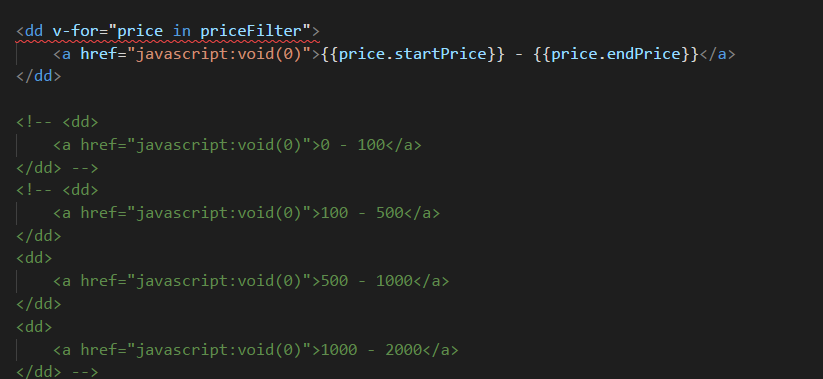 <dd v-for="price in priceFilter">
    <a href="javascript:void(0)">{{price.startPrice}} - {{price.endPrice}}</a>
</dd>
<!-- <dd>
    <a href="javascript:void(0)">0 - 100</a>
</dd> -->
<!-- <dd>
    <a href="javascript:void(0)">100 - 500</a>
</dd>
<dd>
    <a href="javascript:void(0)">500 - 1000</a>
</dd>
<dd>
    <a href="javascript:void(0)">1000 - 2000</a>
</dd> -->